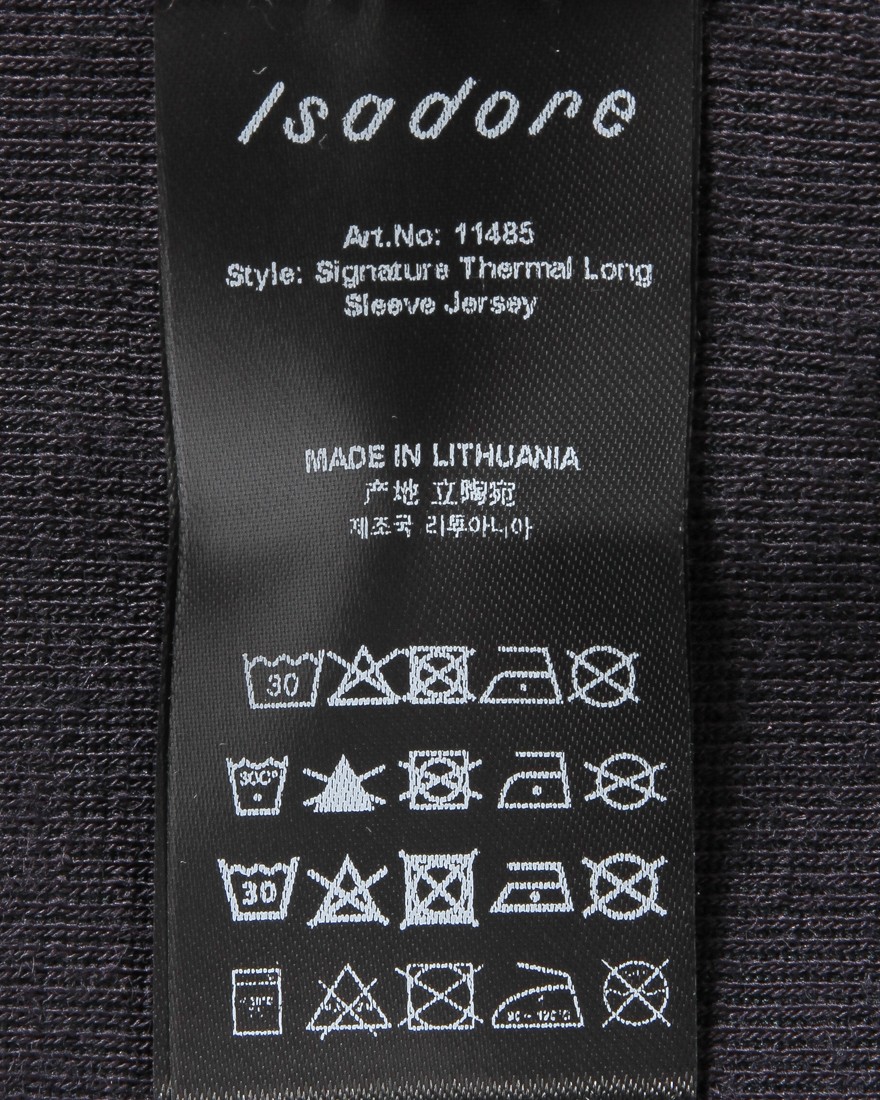 Isadore
Art.No: 11485
Style: Signature Thermal Long
Sleeve Jersey
MADE IN LITHUANIA
产地 立陶宛
제조국 리투아니아
30
30